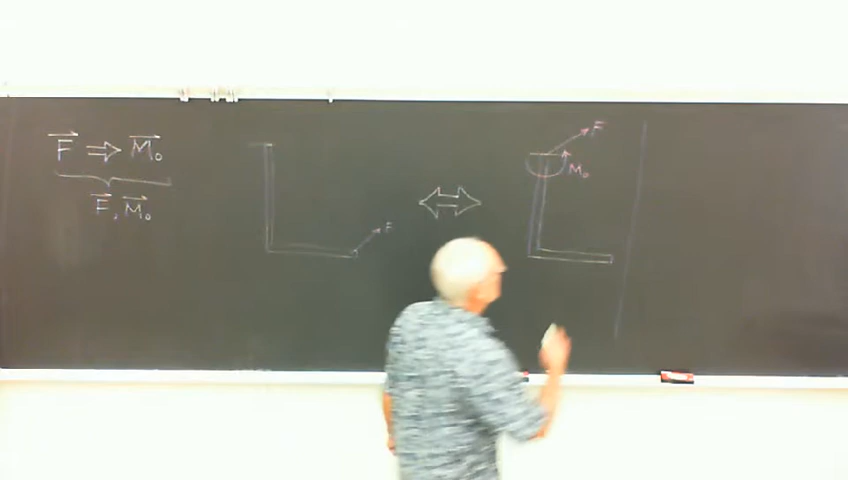 F ⇒ M₀
F, M₀
F
⇔
F
M₀